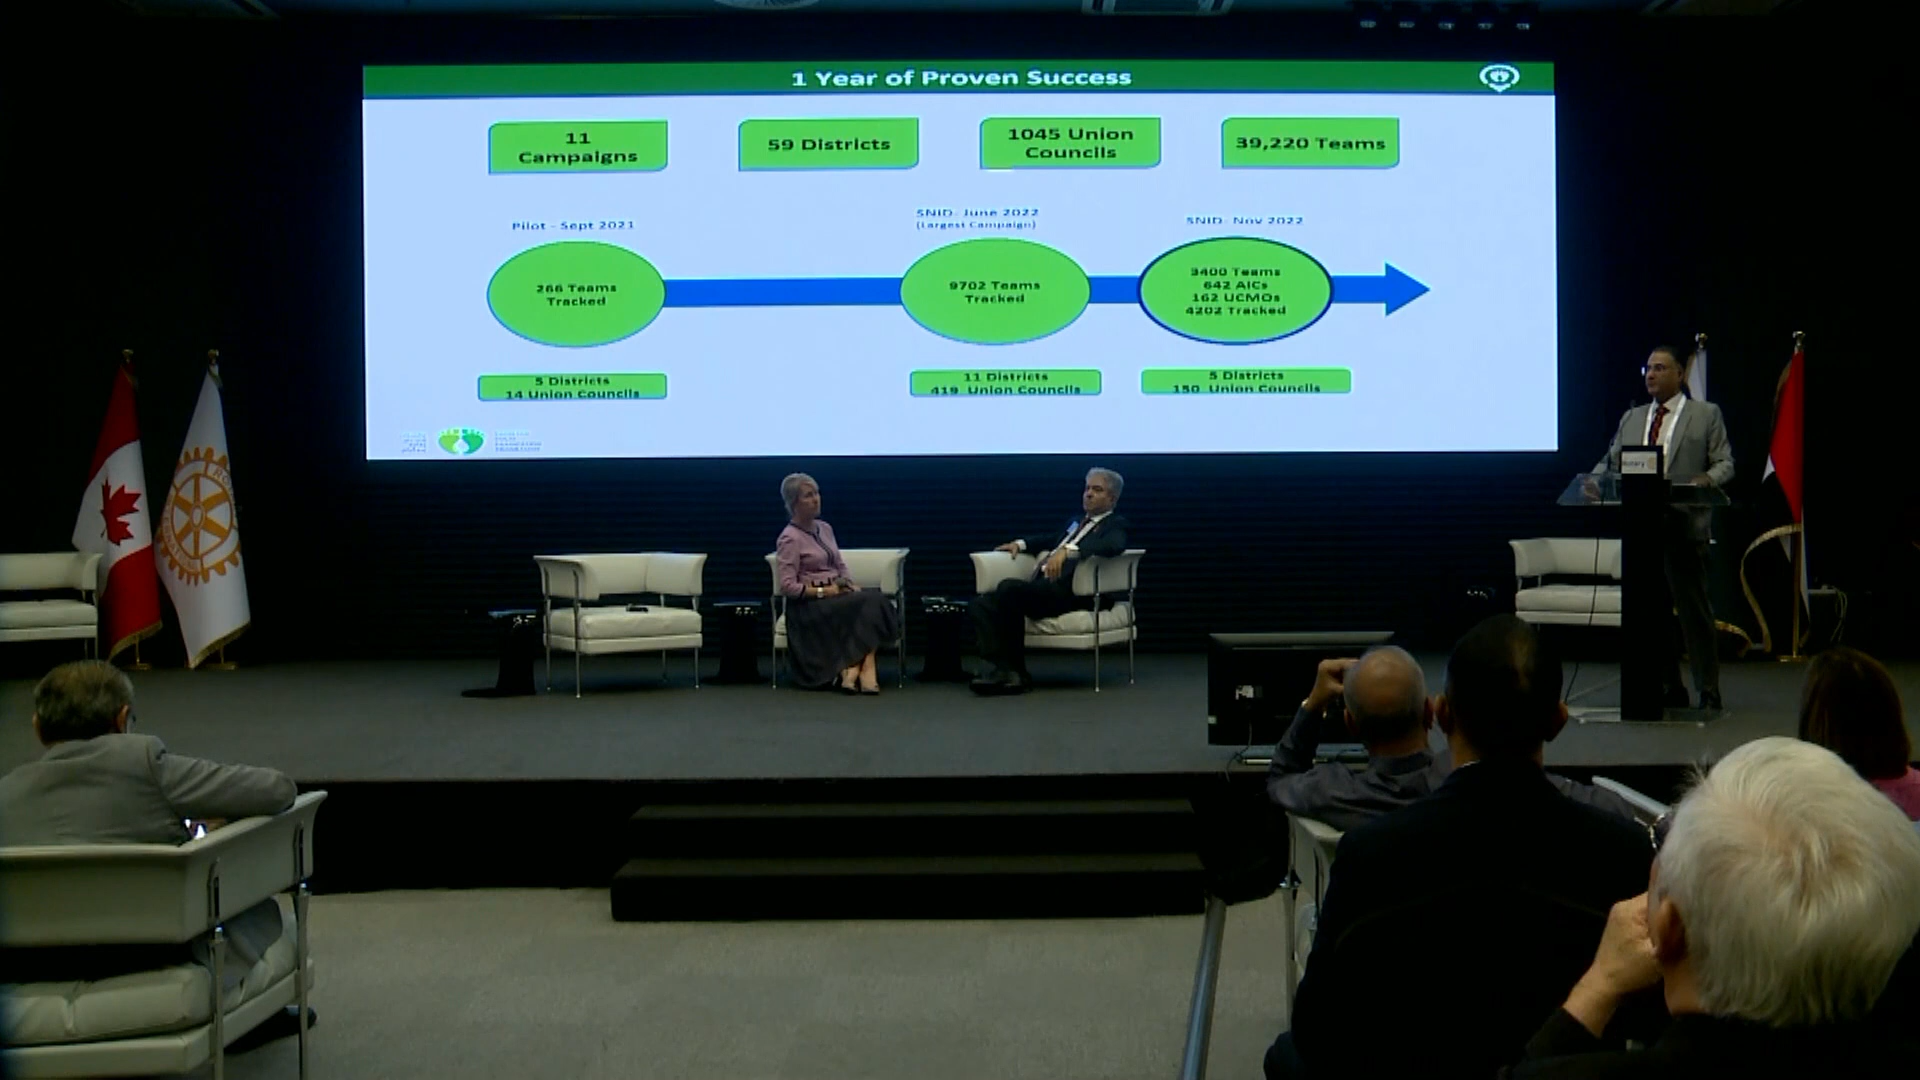 1 Year of Proven Success
11
Campaigns
59 Districts
1045 Union
Councils
39,220 Teams
Pilot - Sept 2021
SNID- June 2022
(Largest Campaign)
SNID- Nov 2022
266 Teams
Tracked
9702 Teams
Tracked
3400 Teams
642 AICs
162 UCMOs
4202 Tracked
5 Districts
14 Union Councils
11 Districts
419 Union Councils
5 Districts
150 Union Councils
Rotary